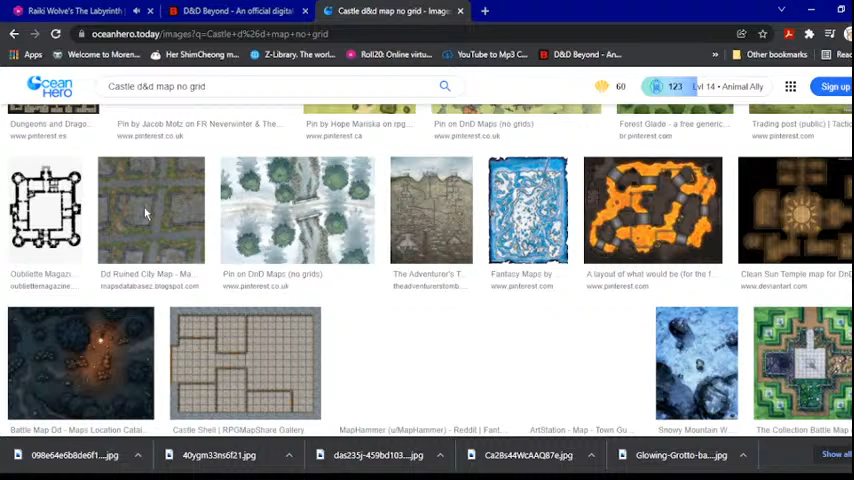 Raiki Wolve's The Labyrinth |
D&D Beyond - An official digital
Castle d&d map no grid - Images
oceanhero.today/images?q=Castle+d%26d+map+no+grid
Apps
Welcome to Moren...
Her ShimCheong —...
Z-Library. The worl...
Roll20: Online virtu...
YouTube to Mp3 C...
D&D Beyond - An...
»
Other bookmarks
OCEAN HERO
Castle d&d map no grid
60
123
Lvl 14 • Animal Ally
Sign up
Dungeons and Drago...
www.pinterest.es
Pin by Jacob Motz on FR Neverwinter & The...
www.pinterest.co.uk
Pin by Hope Mariska on rpg...
www.pinterest.ca
Pin on DnD Maps (no grids)
www.pinterest.co.uk
Forest Glade - a free generic...
br.pinterest.com
Trading post (public) | Tactic
www.pinterest.com
Oubliette Magazi...
oubliettemagazine...
Dd Ruined City Map - Ma...
mapsdatabasez.blogspot.com
Pin on DnD Maps (no grids)
www.pinterest.co.uk
The Adventurer's T...
theadventurerstomb...
Fantasy Maps by ...
www.pinterest.com
A layout of what would be (for the f...
www.pinterest.com
Clean Sun Temple map for Dn
www.deviantart.com
Battle Map Dd - Maps Location Catal...
Castle Shell | RPGMapShare Gallery
MapHammer (u/MapHammer) - Reddit | Fant...
ArtStation - Map - Town Gu...
Snowy Mountain W...
The Collection Battle Map
098e64e6b8de6f1....jpg
40ygm33ns6f21.jpg
das235j-459bd103....jpg
Ca28s44WcAAQ87e.jpg
Glowing-Grotto-ba....jpg
Show all